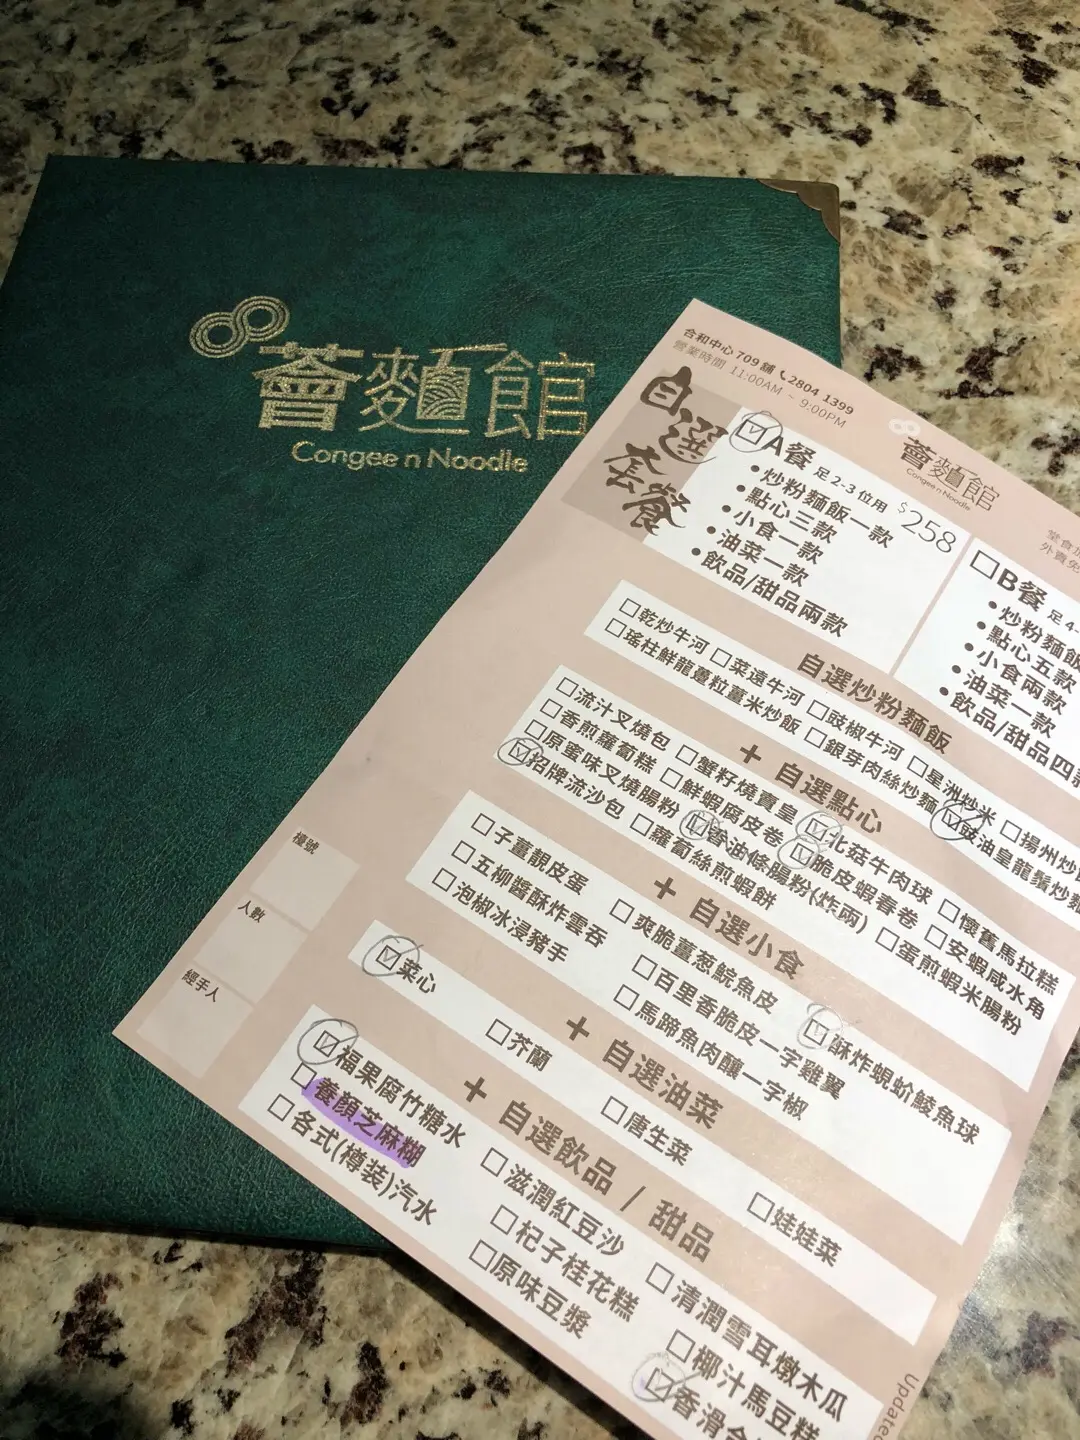 薈麵館
Congee n Noodle
合和中心 709 舖 2804 1399
營業時間 11:00AM ~ 9:00PM
薈麵館
Congee n Noodle
自選套餐
A餐 足 2-3 位用 $258
•炒粉麵飯一款
•點心三款
•小食一款
•油菜一款
•飲品/甜品兩款
堂食
外賣免
B餐 足 4-
•炒粉麵飯
•點心五款
•小食兩款
•油菜一款
•飲品/甜品四款
自選炒粉麵飯
乾炒牛河 菜遠牛河 豉椒牛河 星洲炒米 揚州炒飯
瑤柱鮮龍躉粒薑米炒飯 銀芽肉絲炒麵 豉油皇龍鬚炒麵
+ 自選點心
流汁叉燒包 蟹籽燒賣皇 北菇牛肉球 懷舊馬拉糕
香煎蘿蔔糕 鮮蝦腐皮卷 脆皮蝦春卷 安蝦咸水角
原蜜味叉燒腸粉 香油條腸粉(炸兩) 蛋煎蝦米腸粉
招牌流沙包 蘿蔔絲煎蝦餅
+ 自選小食
子薑靚皮蛋 爽脆薑葱鯇魚皮 酥炸蜆蚧鯪魚球
五柳醬酥炸雲吞 百里香脆皮一字雞翼
泡椒冰浸豬手 馬蹄魚肉釀一字椒
+ 自選油菜
菜心 芥蘭 唐生菜 娃娃菜
+ 自選飲品 / 甜品
福果腐竹糖水 滋潤紅豆沙 清潤雪耳燉木瓜
養顏芝麻糊 杞子桂花糕 椰汁馬豆糕
各式(樽装)汽水 原味豆漿 香滑
檯號
人數
經手人
Updated